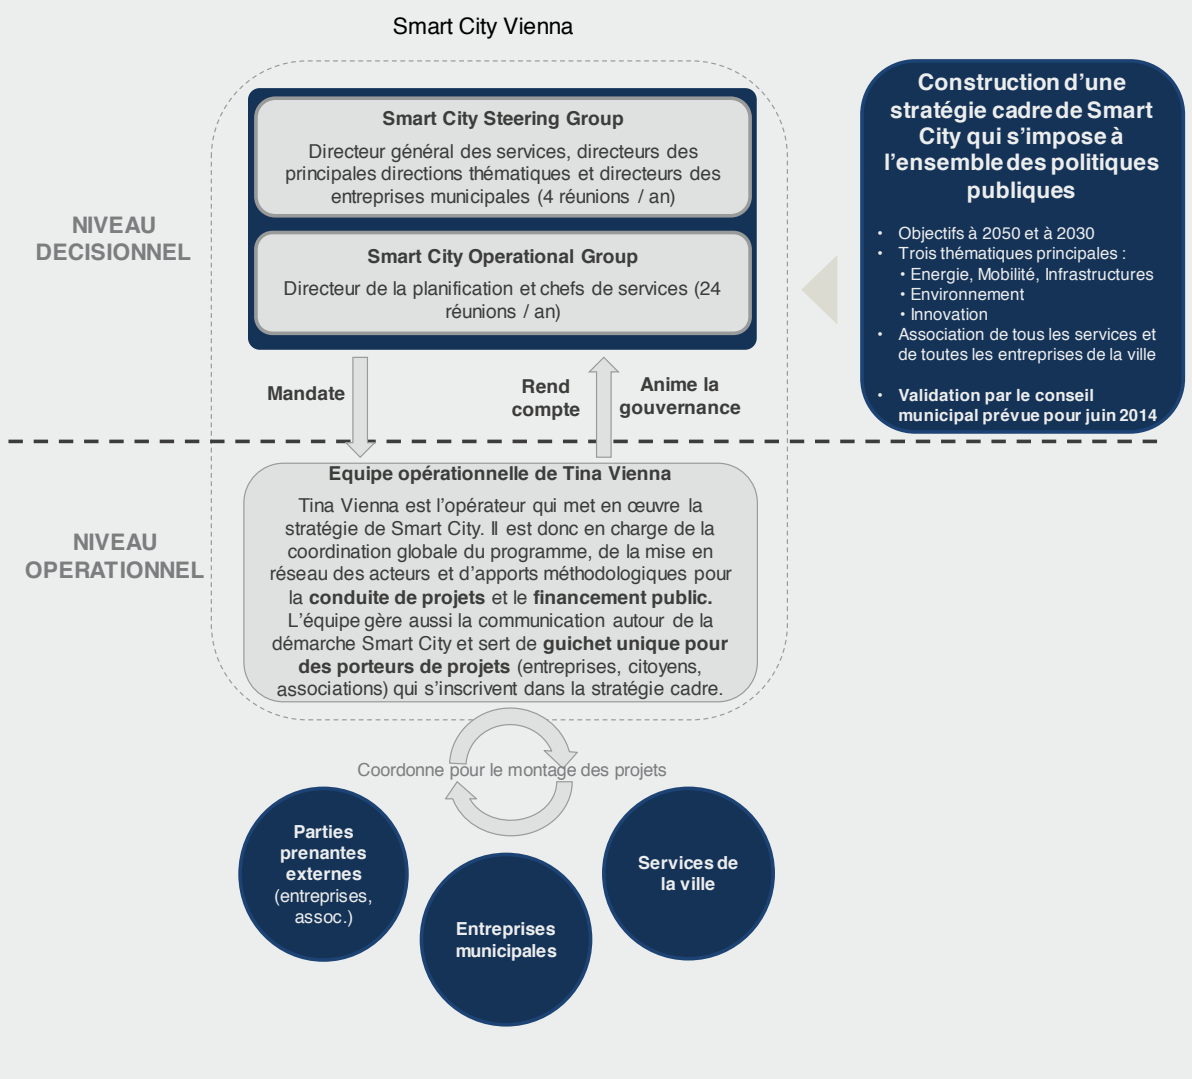 Smart City Vienna
NIVEAU
DECISIONNEL
Smart City Steering Group
Directeur général des services, directeurs des
principales directions thématiques et directeurs des
entreprises municipales (4 réunions / an)
Smart City Operational Group
Directeur de la planification et chefs de services (24
réunions / an)
Construction d’une
stratégie cadre de Smart
City qui s’impose à
l’ensemble des politiques
publiques
• Objectifs à 2050 et à 2030
• Trois thématiques principales :
• Energie, Mobilité, Infrastructures
• Environnement
• Innovation
• Association de tous les services et
de toutes les entreprises de la ville
• Validation par le conseil
municipal prévue pour juin 2014
Mandate
Rend
compte
Anime la
gouvernance
NIVEAU
OPERATIONNEL
Equipe opérationnelle de Tina Vienna
Tina Vienna est l’opérateur qui met en œuvre la
stratégie de Smart City. Il est donc en charge de la
coordination globale du programme, de la mise en
réseau des acteurs et d’apports méthodologiques pour
la conduite de projets et le financement public.
L’équipe gère aussi la communication autour de la
démarche Smart City et sert de guichet unique pour
des porteurs de projets (entreprises, citoyens,
associations) qui s’inscrivent dans la stratégie cadre.
Coordonne pour le montage des projets
Parties
prenantes
externes
(entreprises,
assoc.)
Entreprises
municipales
Services de
la ville